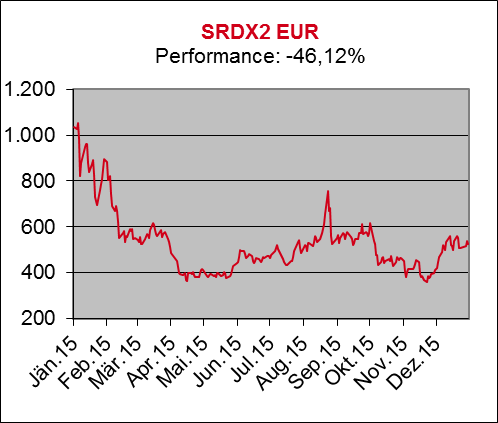 SRDX2 EUR
Performance: -46,12%
1.200
1.000
800
600
400
200
Jän. 15
Feb. 15
Mär. 15
Apr. 15
Mai. 15
Jun. 15
Jul. 15
Aug. 15
Sep. 15
Okt. 15
Nov. 15
Dez. 15